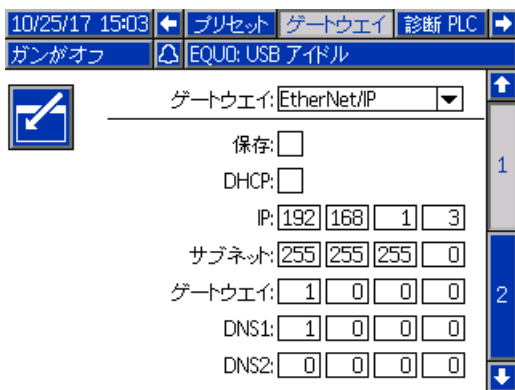 10/25/17 15:03 プリセット ゲートウェイ 診断 PLC
ガンがオフ EQU0: USB アイドル
ゲートウェイ: EtherNet/IP
保存:
DHCP:
1
IP: 192 168 1 3
サブネット: 255 255 255 0
ゲートウェイ: 1 0 0 0
2
DNS1: 1 0 0 0
DNS2: 0 0 0 0